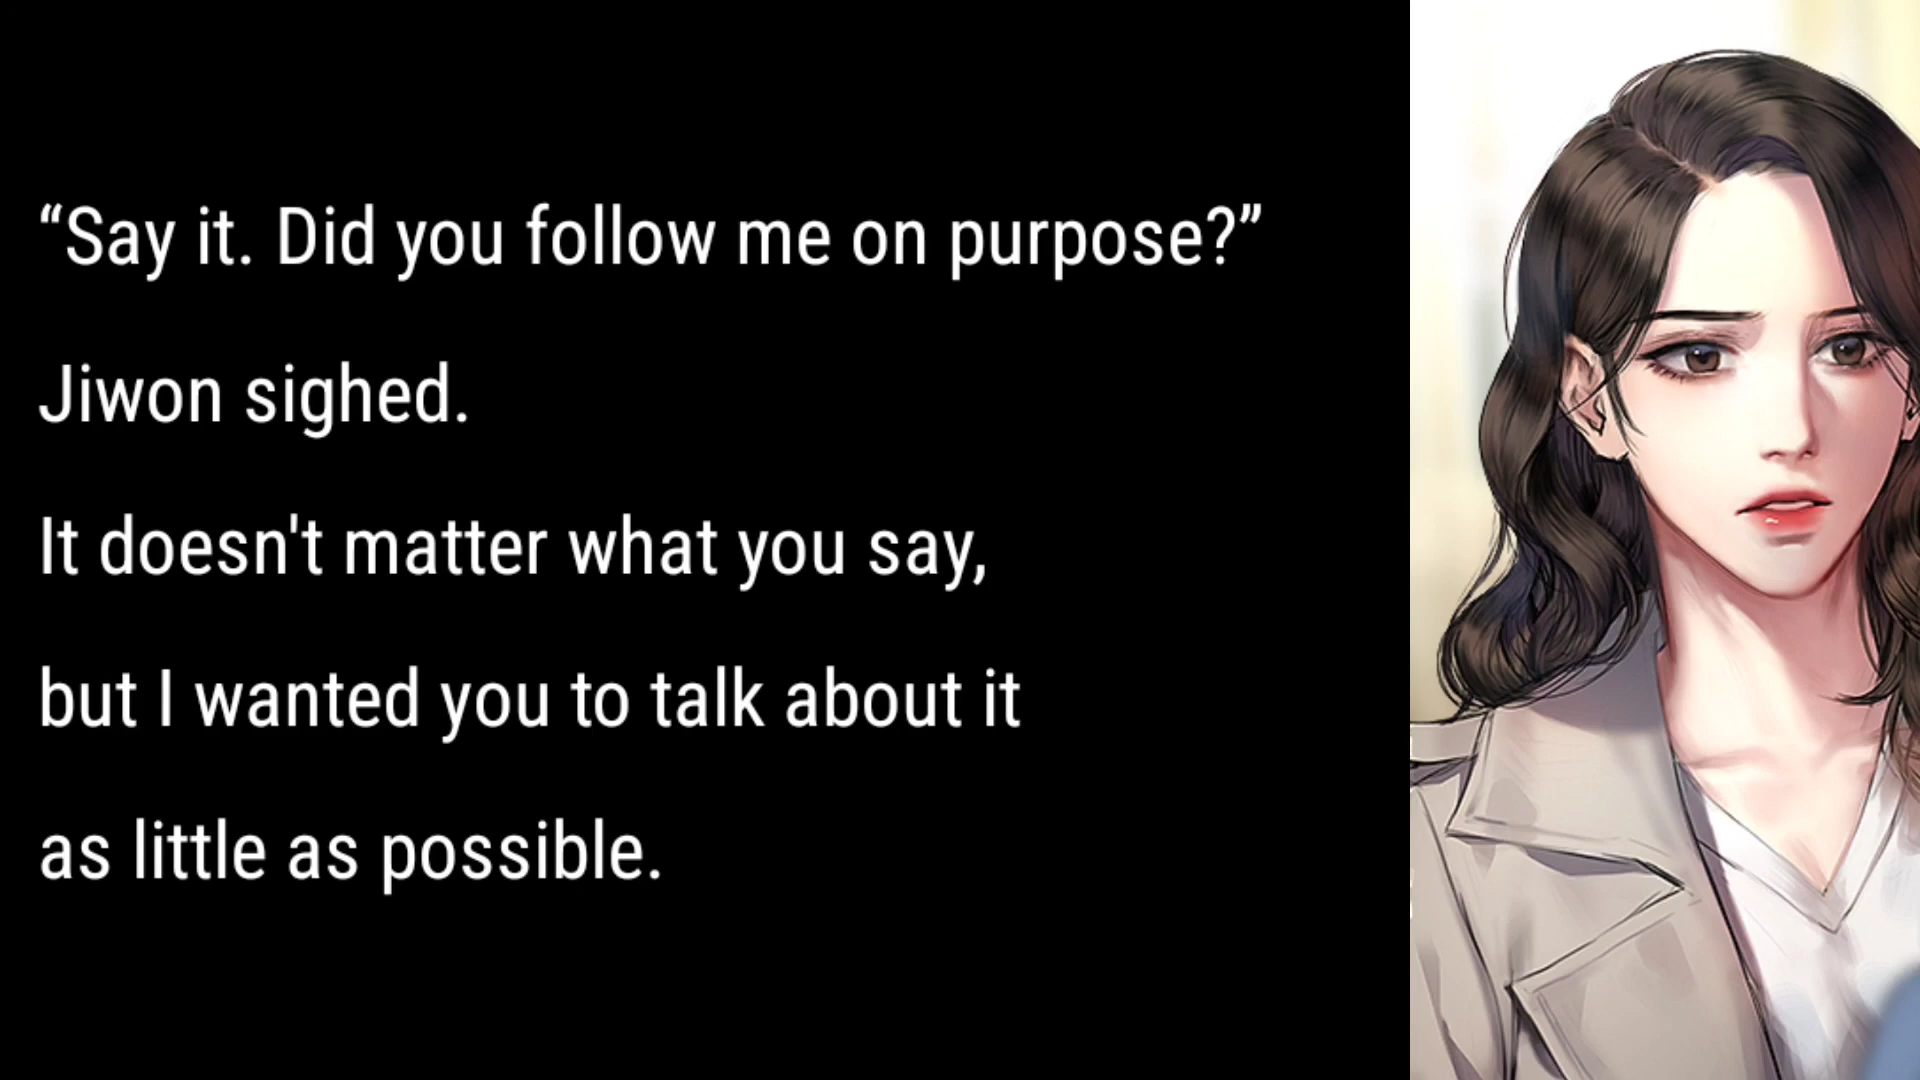 “Say it. Did you follow me on purpose?”
Jiwon sighed.
It doesn't matter what you say,
but I wanted you to talk about it
as little as possible.